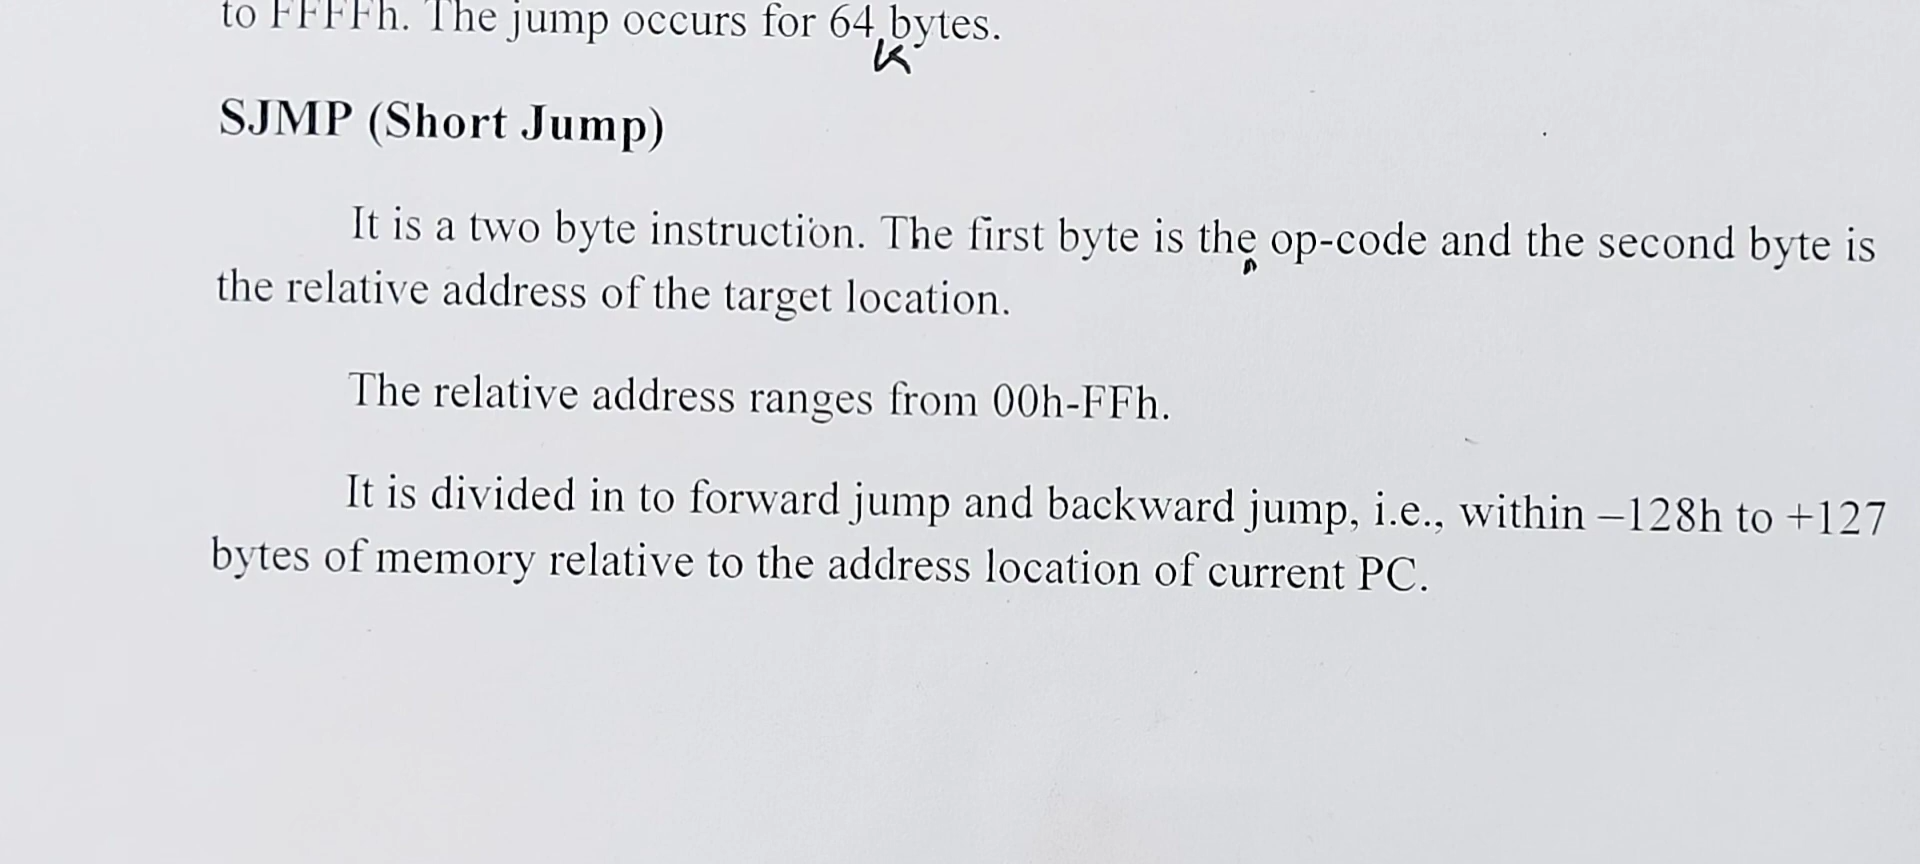 to FFFFh. The jump occurs for 64 bytes.
K
SJMP (Short Jump)
It is a two byte instruction. The first byte is the op-code and the second byte is
the relative address of the target location.
The relative address ranges from 00h-FFh.
It is divided in to forward jump and backward jump, i.e., within –128h to +127
bytes of memory relative to the address location of current PC.